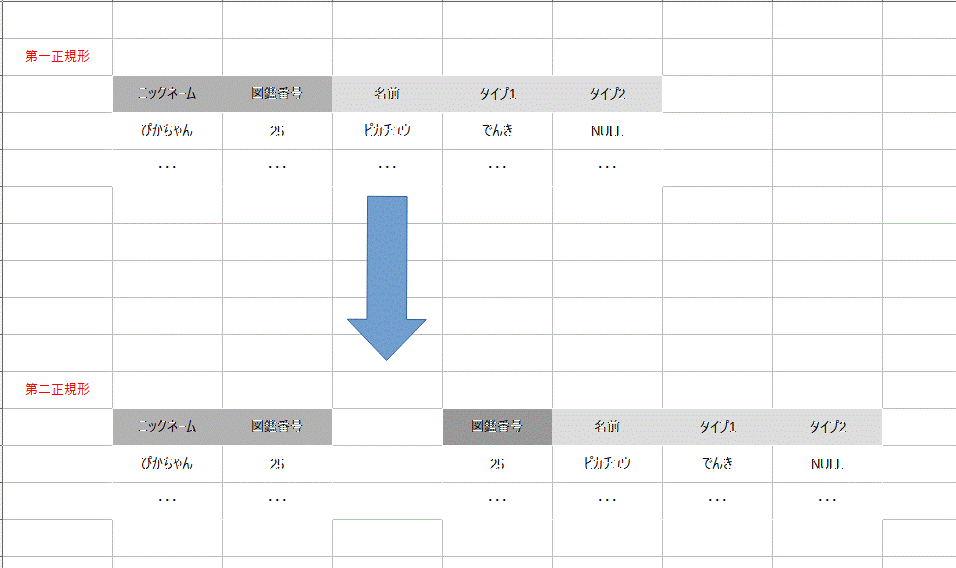 第一正規形
ニックネーム 図鑑番号 名前 タイプ1 タイプ2
ぴかちゃん 25 ピカチュウ でんき NULL
... ... ... ... ...
第二正規形
ニックネーム 図鑑番号 図鑑番号 名前 タイプ1 タイプ2
ぴかちゃん 25 25 ピカチュウ でんき NULL
... ... ... ... ... ...